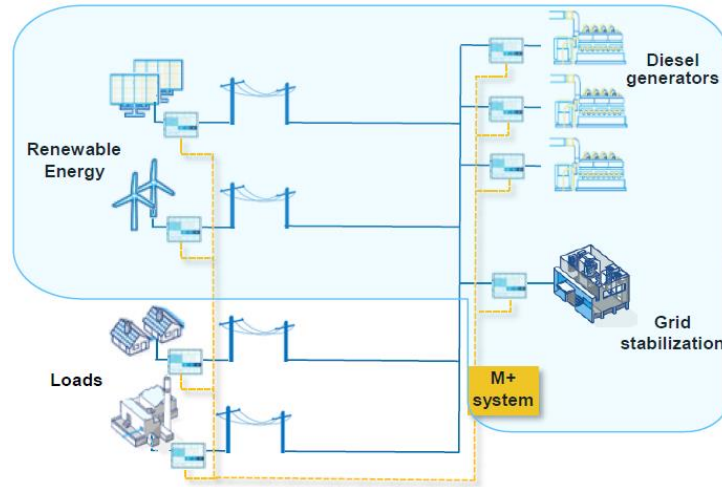 Diesel
generators
Renewable
Energy
Grid
stabilization
Loads
M+
system